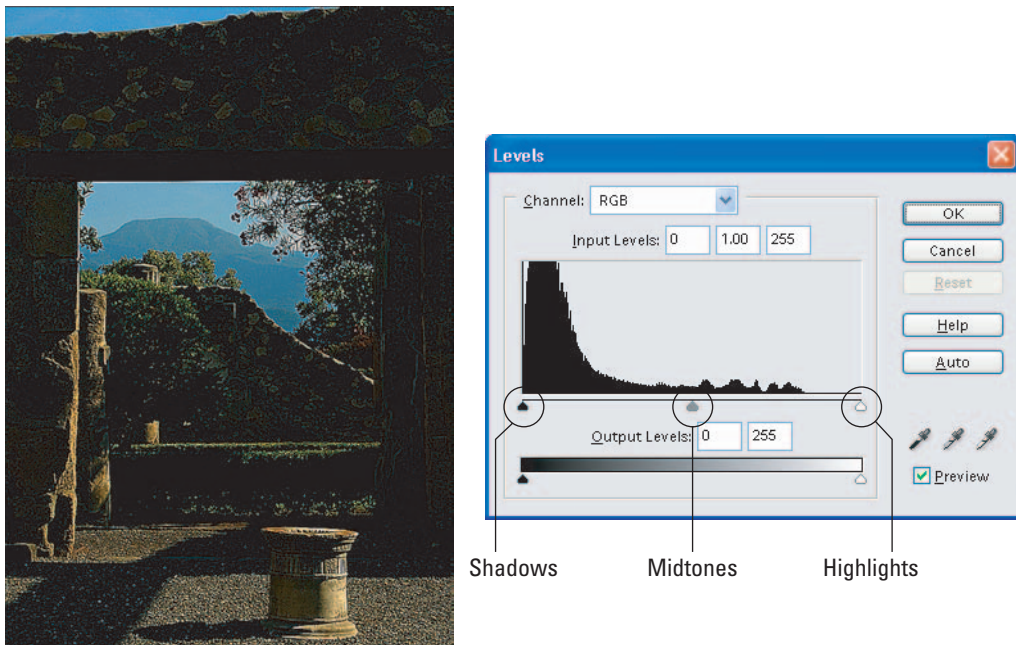 Levels
Channel: RGB
Input Levels: 0 1.00 255
Output Levels: 0 255
OK
Cancel
Reset
Help
Auto
Preview
Shadows Midtones Highlights